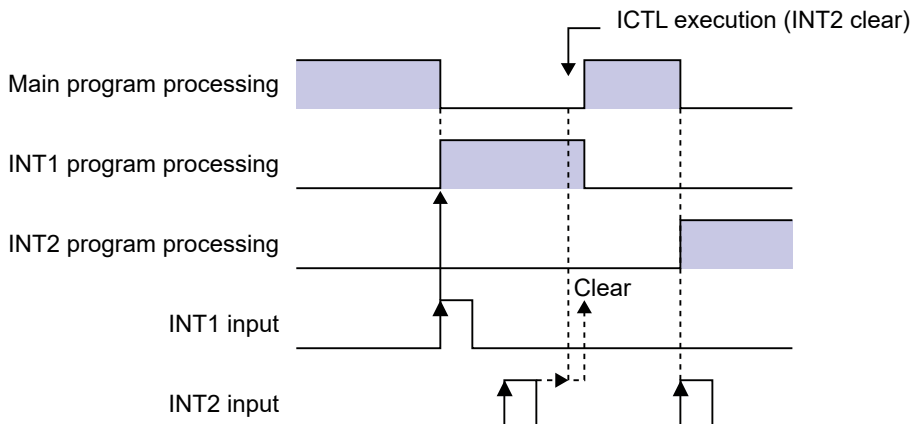 ICTL execution (INT2 clear)
Main program processing
INT1 program processing
INT2 program processing
Clear
INT1 input
INT2 input